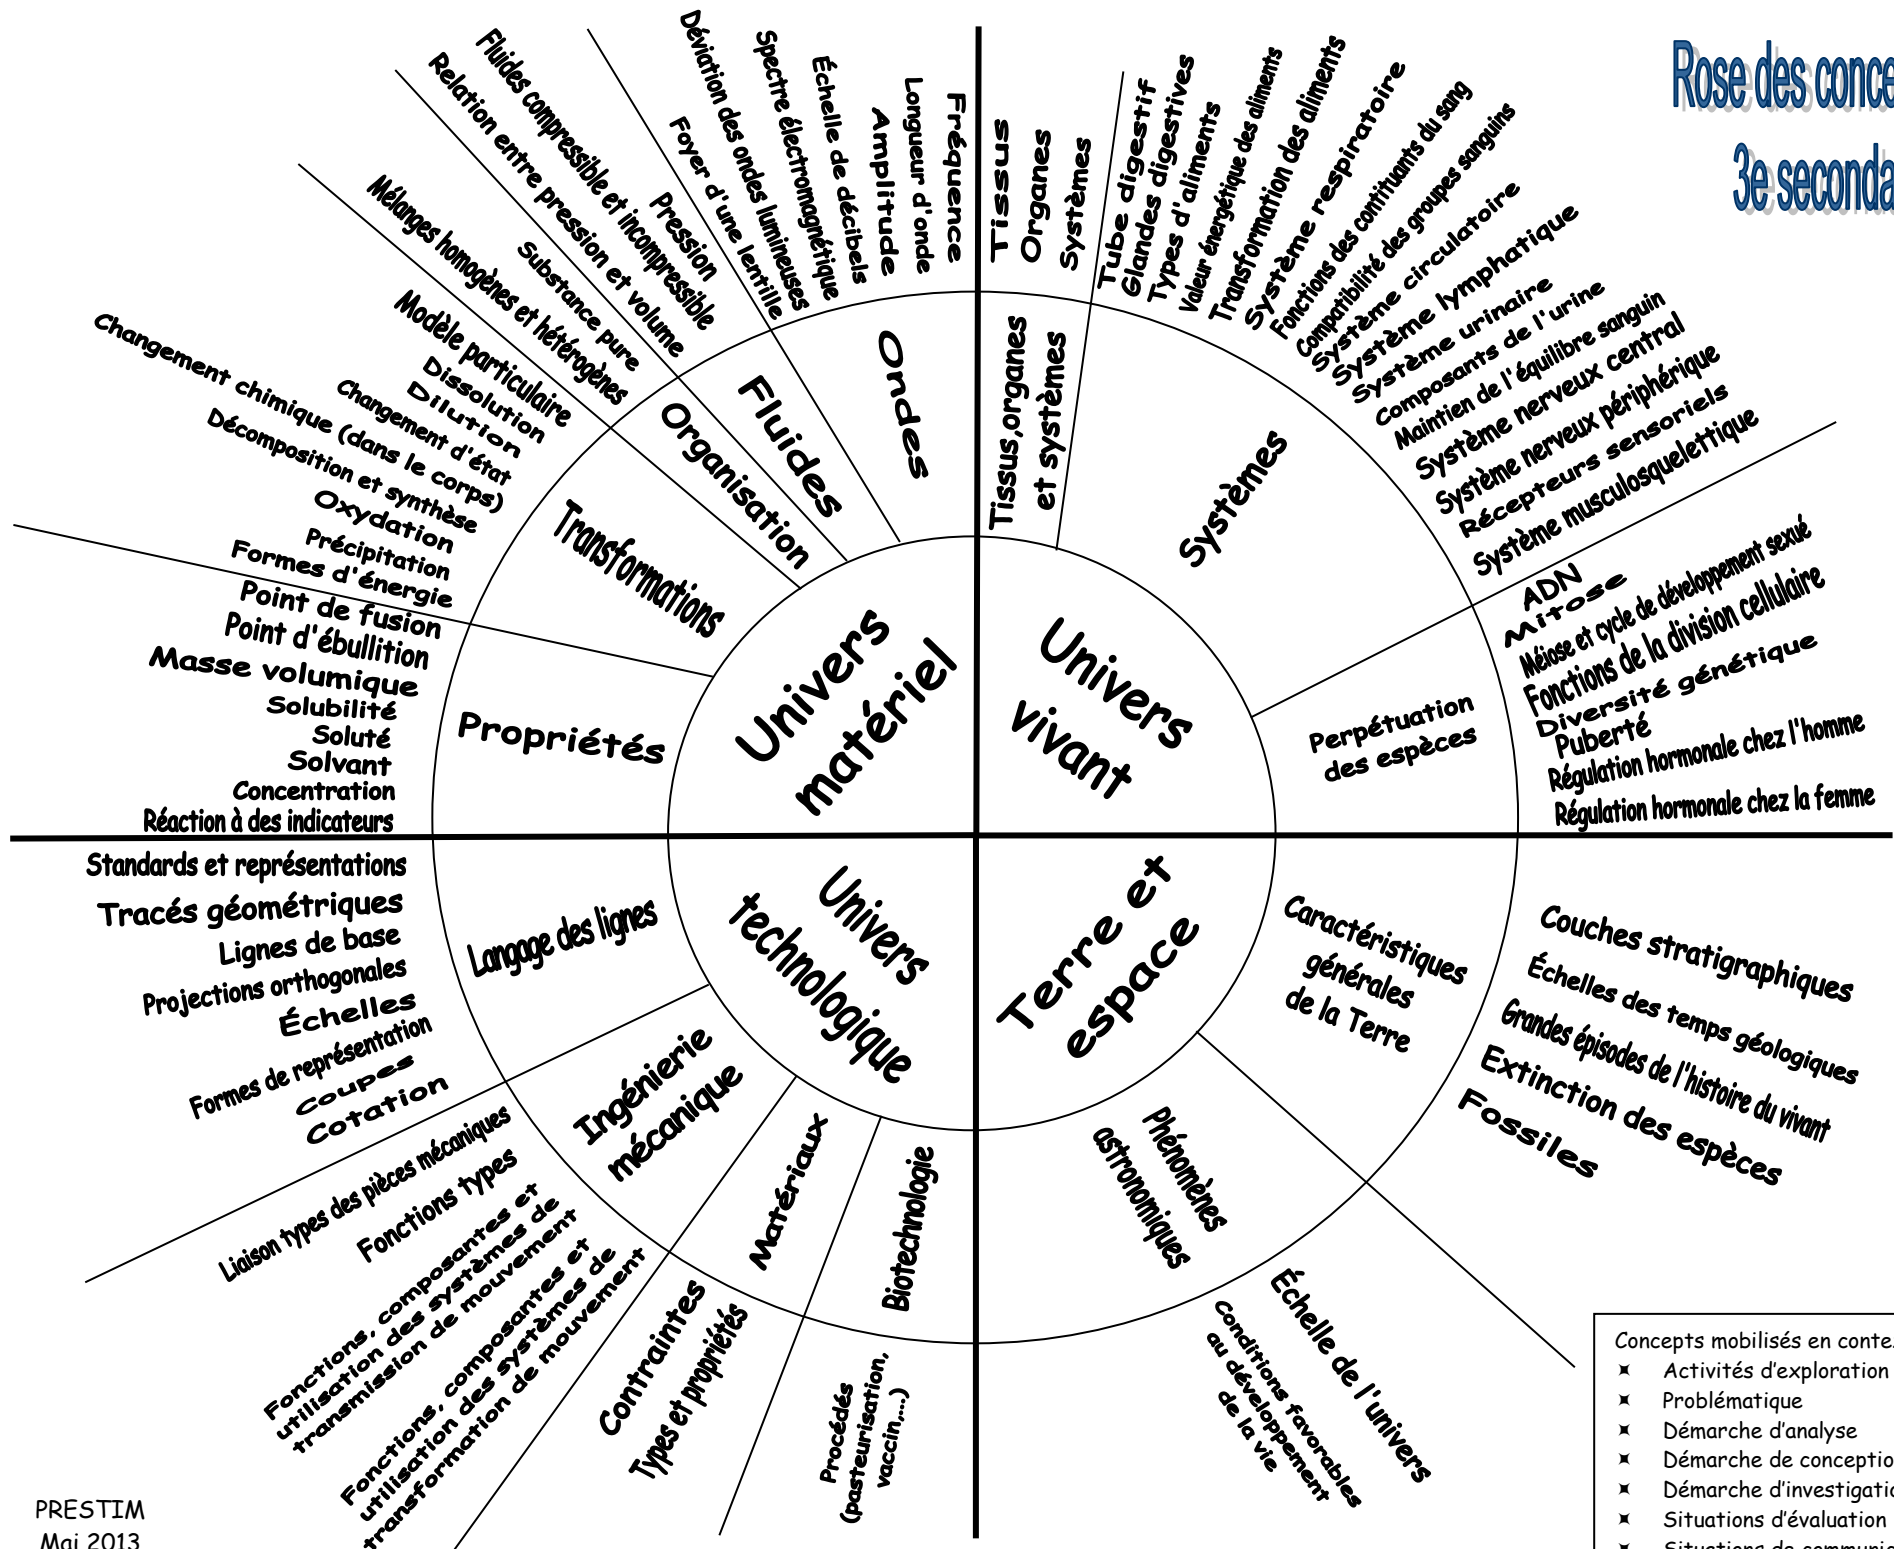 Rose des conce
3e seconda
Univers
matériel
Univers
vivant
Univers
technologique
Terre et
espace
Ondes
Fréquence
Longueur d'onde
Amplitude
Échelle de décibels
Spectre électromagnétique
Déviation des ondes lumineuses
Foyer d'une lentille
Fluides
Pression
Fluides compressible et incompressible
Relation entre pression et volume
Organisation
Substance pure
Mélanges homogènes et hétérogènes
Transformations
Modèle particulaire
Dissolution
Dilution
Changement d'état
Changement chimique (dans le corps)
Décomposition et synthèse
Oxydation
Précipitation
Formes d'énergie
Propriétés
Point de fusion
Point d'ébullition
Masse volumique
Solubilité
Soluté
Solvant
Concentration
Réaction à des indicateurs
Tissus,organes
et systèmes
Tissus
Organes
Systèmes
Systèmes
Tube digestif
Glandes digestives
Types d'aliments
Valeur énergétique des aliments
Transformation des aliments
Système respiratoire
Fonctions des contituants du sang
Compatibilité des groupes sanguins
Système circulatoire
Système lymphatique
Système urinaire
Composants de l'urine
Maintien de l'équilibre sanguin
Système nerveux central
Système nerveux périphérique
Récepteurs sensoriels
Système musculosquelettique
Perpétuation
des espèces
ADN
Mitose
Méiose et cycle de développement sexué
Fonctions de la division cellulaire
Diversité génétique
Puberté
Régulation hormonale chez l'homme
Régulation hormonale chez la femme
Langage des lignes
Standards et représentations
Tracés géométriques
Lignes de base
Projections orthogonales
Échelles
Formes de représentation
Coupes
Cotation
Ingénierie
mécanique
Liaison types des pièces mécaniques
Fonctions types
Fonctions, composantes et
utilisation des systèmes de
transmission de mouvement
Fonctions, composantes et
utilisation des systèmes de
transformation de mouvement
Matériaux
Contraintes
Types et propriétés
Biotechnologie
Procédés
(pasteurisation,
vaccin,...)
Caractéristiques
générales
de la Terre
Couches stratigraphiques
Échelles des temps géologiques
Grandes épisodes de l'histoire du vivant
Extinction des espèces
Fossiles
Phénomènes
astronomiques
Échelle de l'univers
Conditions favorables
au développement
de la vie
Concepts mobilisés en conte
Activités d'exploration
Problématique
Démarche d'analyse
Démarche de conceptio
Démarche d'investigatio
Situations d'évaluation
Situations de communi
PRESTIM
Mai 2013